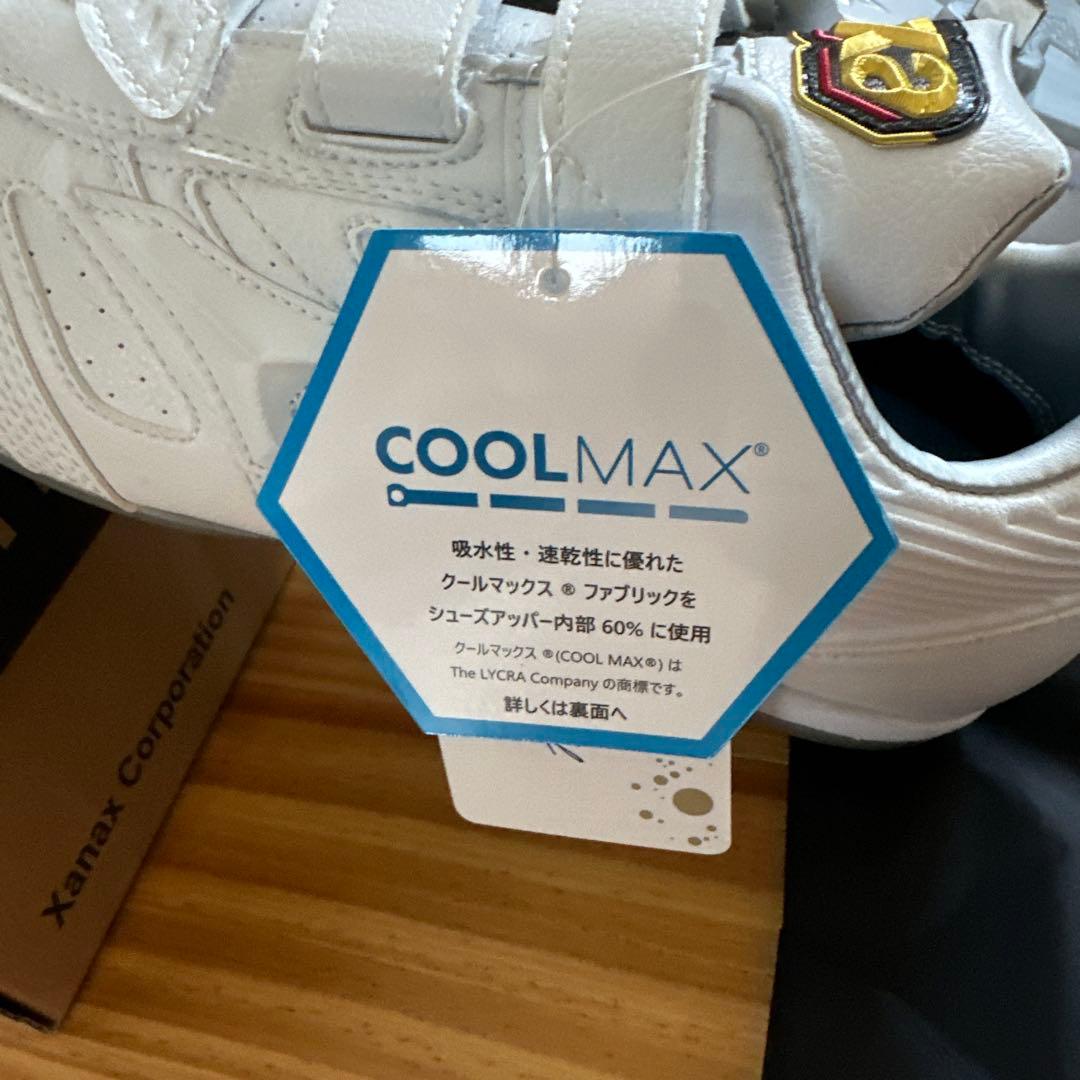 COOLMAX®
吸水性・速乾性に優れた
クールマックス ® ファブリックを
シューズアッパー内部 60% に使用
クールマックス ®(COOL MAX®) は
The LYCRA Company の商標です。
詳しくは裏面へ
Xanax Corporation